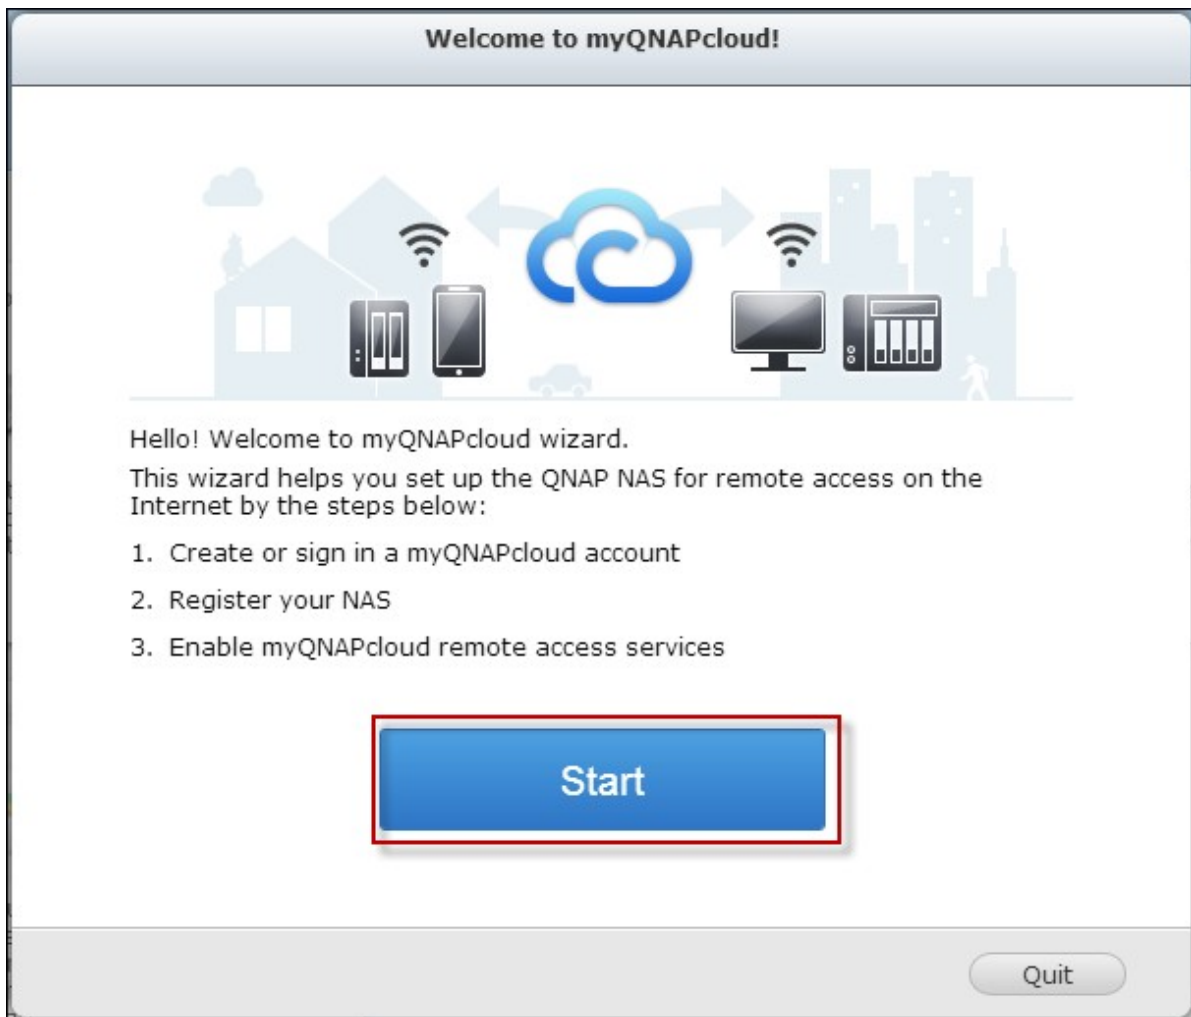 Welcome to myQNAPcloud!
Hello! Welcome to myQNAPcloud wizard.
This wizard helps you set up the QNAP NAS for remote access on the
Internet by the steps below:
1. Create or sign in a myQNAPcloud account
2. Register your NAS
3. Enable myQNAPcloud remote access services
Start
Quit